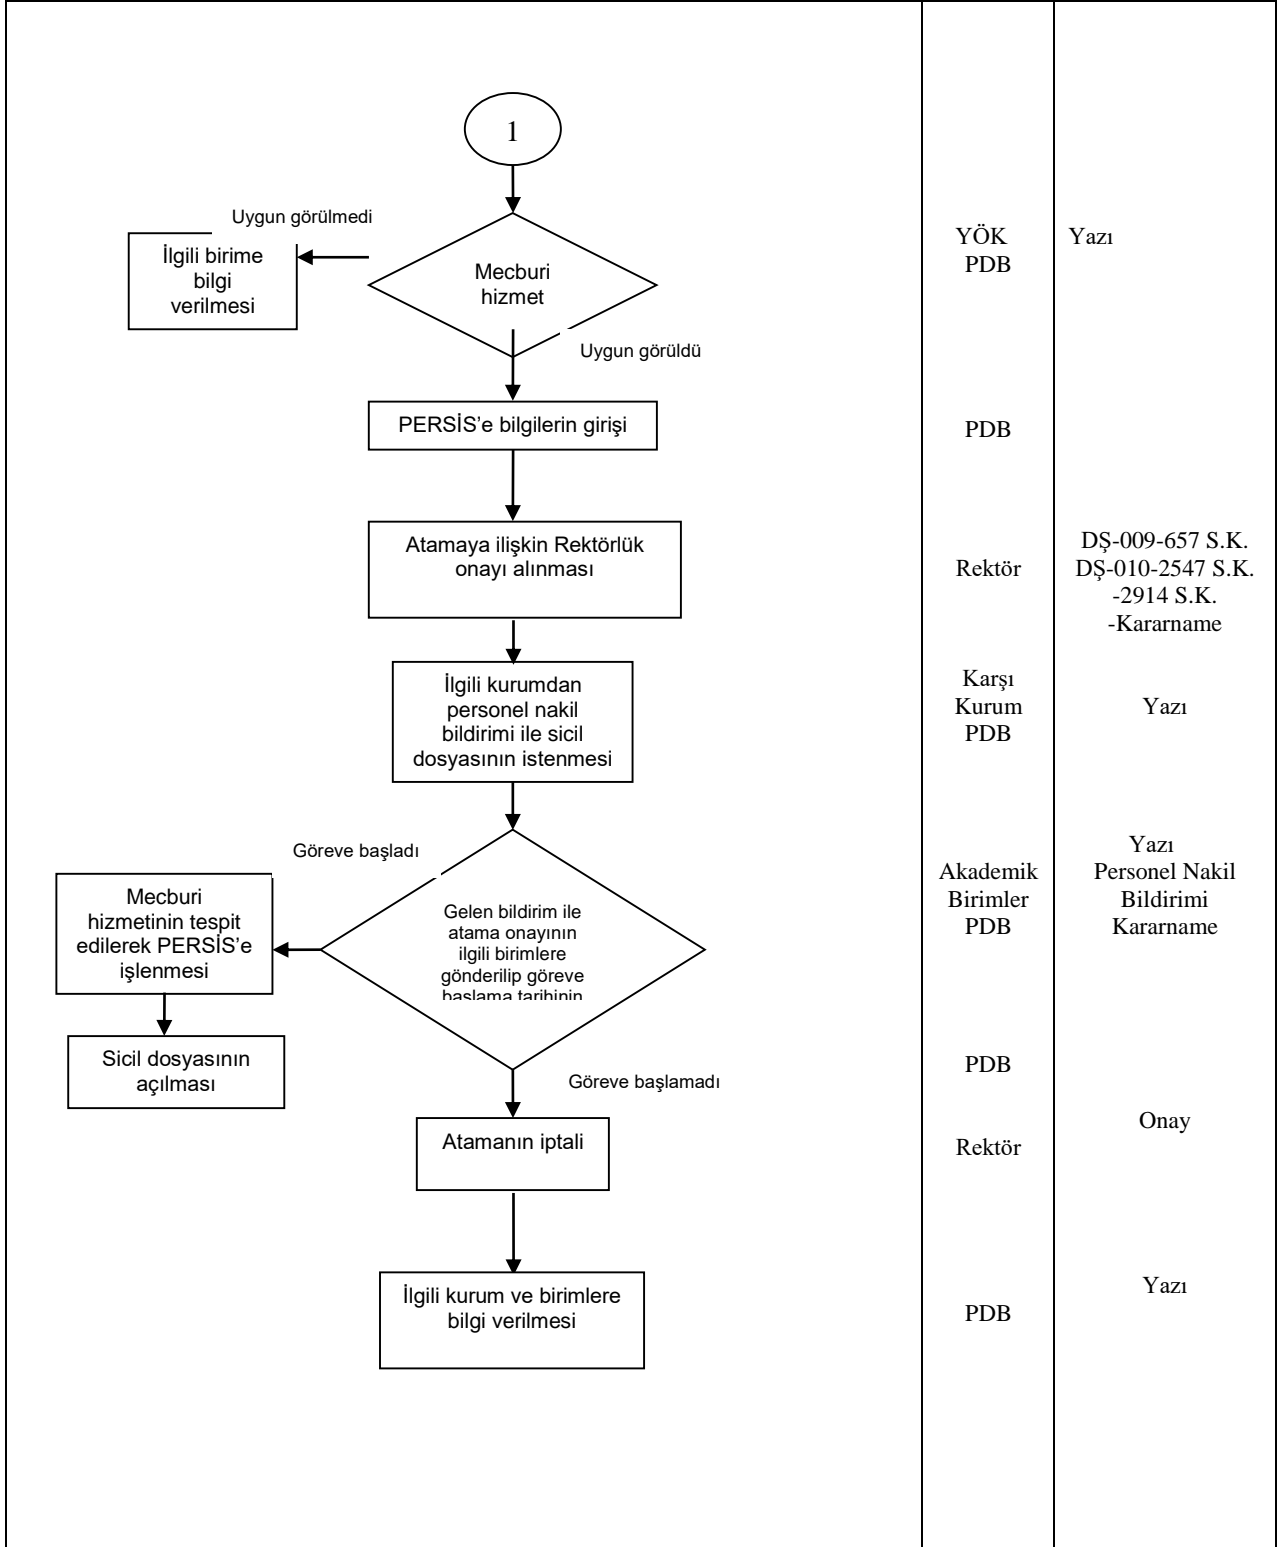 1
Uygun görülmedi
İlgili birime
bilgi
verilmesi
Mecburi
hizmet
Uygun görüldü
YÖK
PDB
Yazı
PERSİS’e bilgilerin girişi
PDB
Atamaya ilişkin Rektörlük
onayı alınması
Rektör
DŞ-009-657 S.K.
DŞ-010-2547 S.K.
-2914 S.K.
-Kararname
İlgili kurumdan
personel nakil
bildirimi ile sicil
dosyasının istenmesi
Karşı
Kurum
PDB
Yazı
Göreve başladı
Mecburi
hizmetinin tespit
edilerek PERSİS’e
işlenmesi
Gelen bildirim ile
atama onayının
ilgili birimlere
gönderilip göreve
başlama tarihinin
Akademik
Birimler
PDB
Yazı
Personel Nakil
Bildirimi
Kararname
Sicil dosyasının
açılması
Göreve başlamadı
PDB
Atamanın iptali
Rektör
Onay
İlgili kurum ve birimlere
bilgi verilmesi
PDB
Yazı